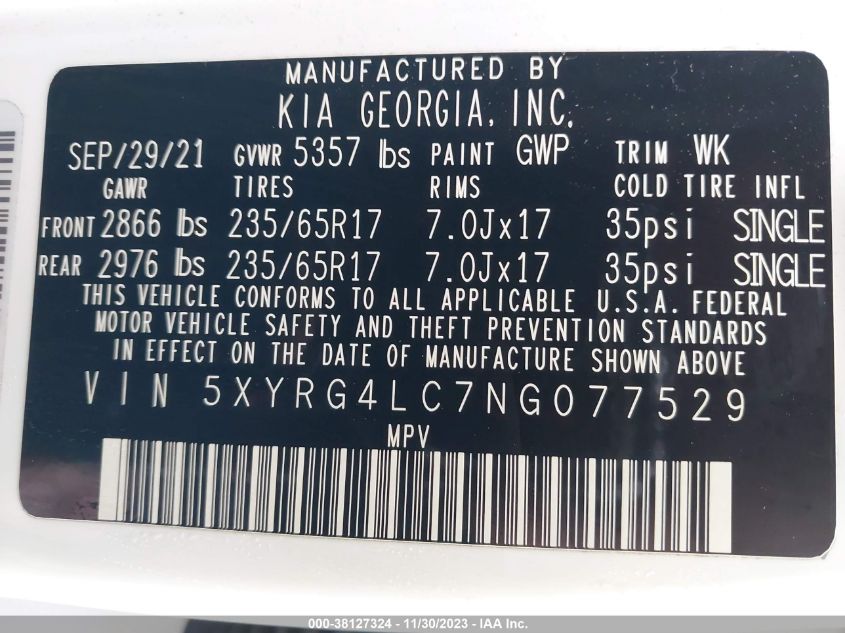 MANUFACTURED BY
KIA GEORGIA, INC.
SEP/29/21 GVWR 5357 lbs PAINT GWP TRIM WK
GAWR TIRES RIMS COLD TIRE INFL
FRONT 2866 lbs 235/65R17 7.0Jx17 35psi SINGLE
REAR 2976 lbs 235/65R17 7.0Jx17 35psi SINGLE
THIS VEHICLE CONFORMS TO ALL APPLICABLE U.S.A. FEDERAL
MOTOR VEHICLE SAFETY AND THEFT PREVENTION STANDARDS
IN EFFECT ON THE DATE OF MANUFACTURE SHOWN ABOVE
VIN 5XYRG4LC7NG077529
MPV
000-38127324 - 11/30/2023 - IAA Inc.